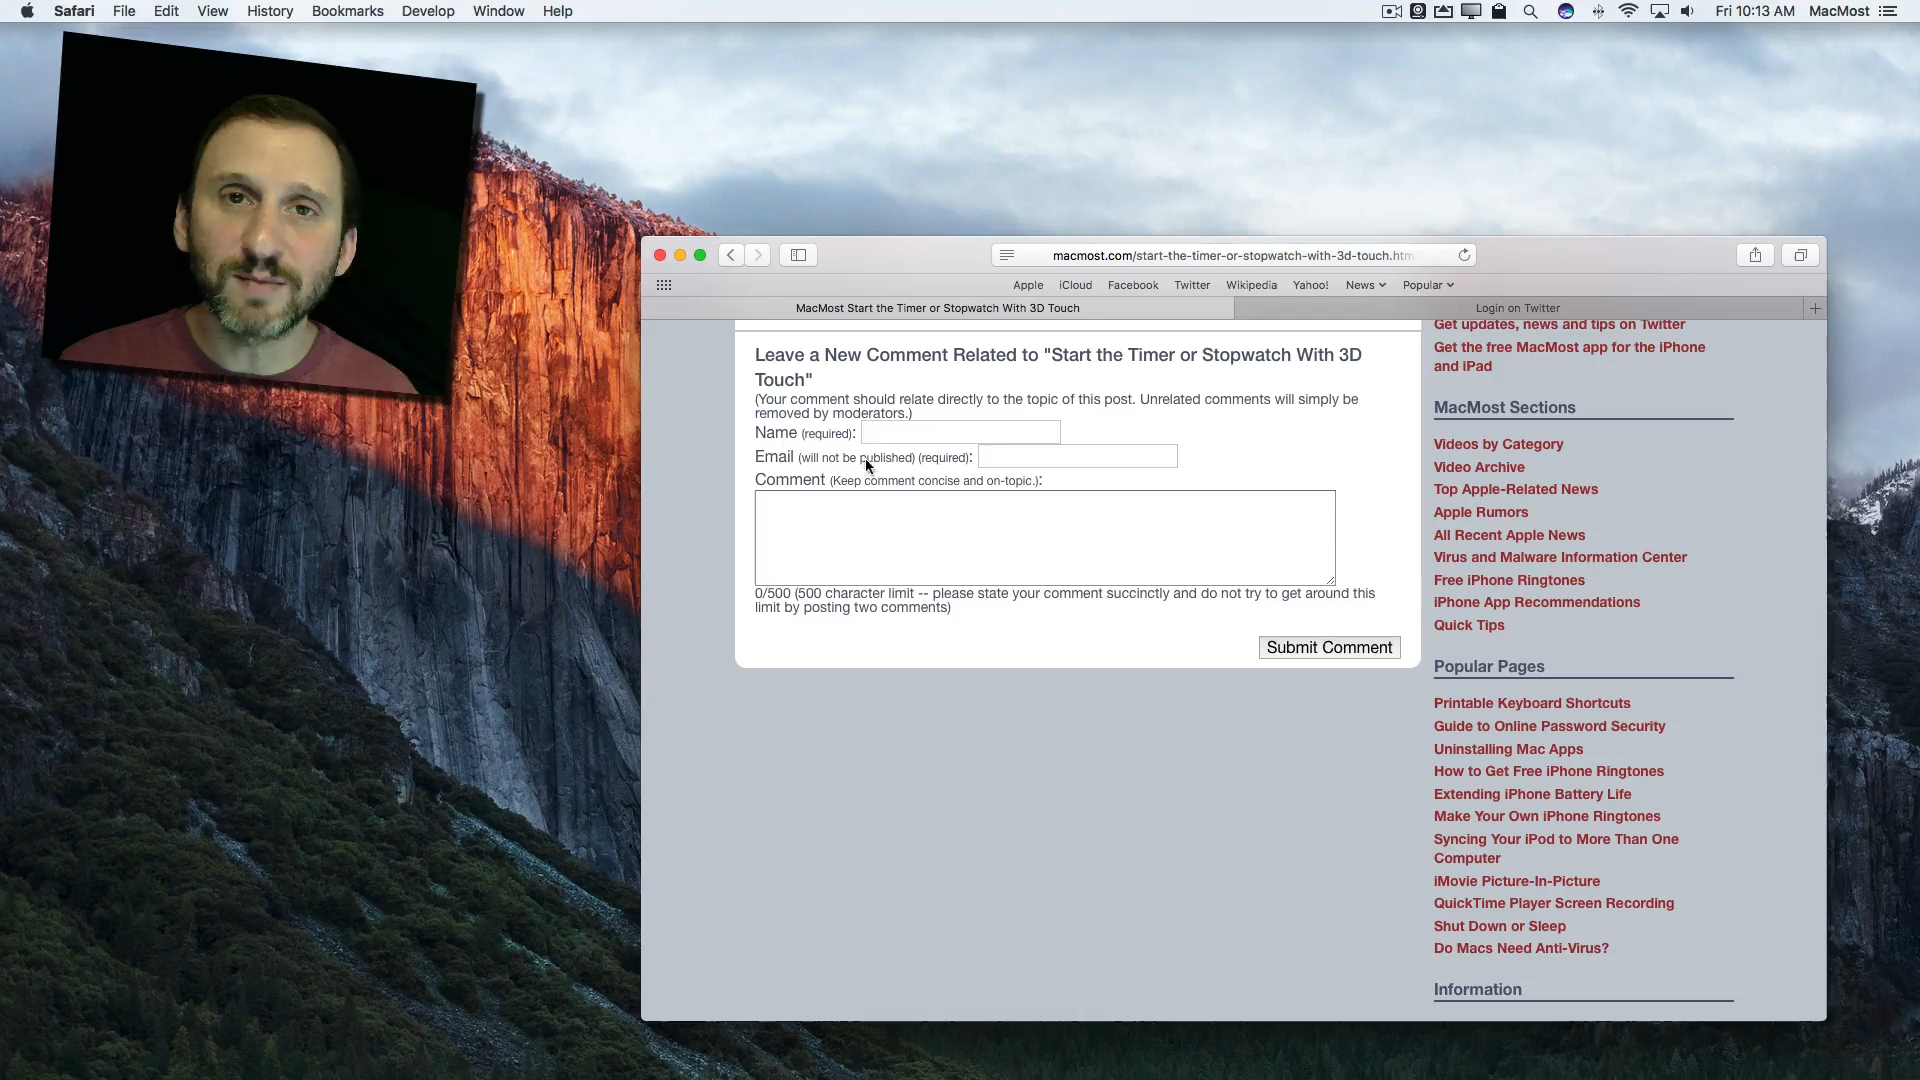 Safari File Edit View History Bookmarks Develop Window Help Fri 10:13 AM MacMost
macmost.com/start-the-timer-or-stopwatch-with-3d-touch.htm
Apple iCloud Facebook Twitter Wikipedia Yahoo! News Popular
MacMost Start the Timer or Stopwatch With 3D Touch
Login on Twitter
Leave a New Comment Related to "Start the Timer or Stopwatch With 3D
Touch"
(Your comment should relate directly to the topic of this post. Unrelated comments will simply be
removed by moderators.)
Name (required):
Email (will not be published) (required):
Comment (Keep comment concise and on-topic.):
0/500 (500 character limit -- please state your comment succinctly and do not try to get around this
limit by posting two comments)
Submit Comment
Get updates, news and tips on Twitter
Get the free MacMost app for the iPhone
and iPad
MacMost Sections
Videos by Category
Video Archive
Top Apple-Related News
Apple Rumors
All Recent Apple News
Virus and Malware Information Center
Free iPhone Ringtones
iPhone App Recommendations
Quick Tips
Popular Pages
Printable Keyboard Shortcuts
Guide to Online Password Security
Uninstalling Mac Apps
How to Get Free iPhone Ringtones
Extending iPhone Battery Life
Make Your Own iPhone Ringtones
Syncing Your iPod to More Than One
Computer
iMovie Picture-In-Picture
QuickTime Player Screen Recording
Shut Down or Sleep
Do Macs Need Anti-Virus?
Information